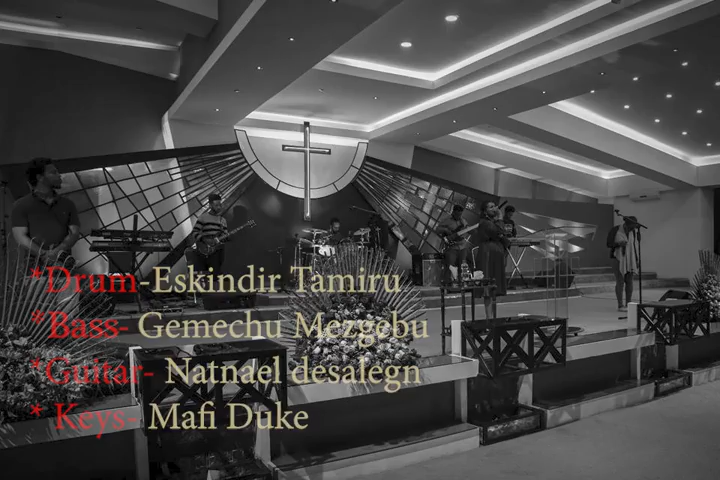 *Drum-Eskindir Tamiru
*Bass- Gemechu Mezgebu
*Guitar- Natnael desalegn
* Keys- Mafi Duke